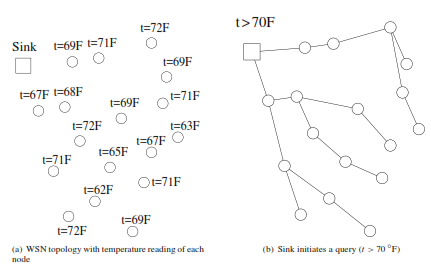 t=72F
t>70F
Sink
t=69F
t=71F
t=69F
t=67F
t=68F
t=69F
t=71F
t=72F
t=63F
t=67F
t=71F
t=65F
t=62F
t=71F
t=72F
t=69F
(a) WSN topology with temperature reading of each
node
(b) Sink initiates a query (t > 70 °F)